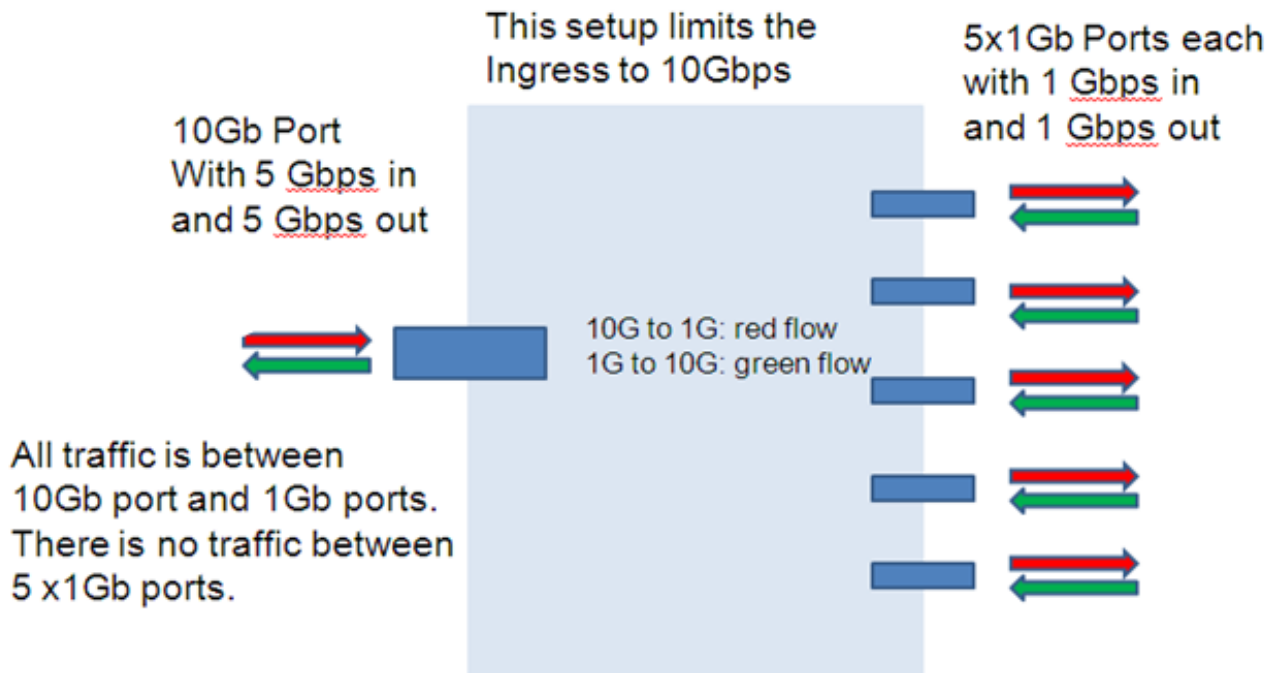 This setup limits the
Ingress to 10Gbps
5x1Gb Ports each
with 1 Gbps in
and 1 Gbps out
10Gb Port
With 5 Gbps in
and 5 Gbps out
10G to 1G: red flow
1G to 10G: green flow
All traffic is between
10Gb port and 1Gb ports.
There is no traffic between
5 x1Gb ports.